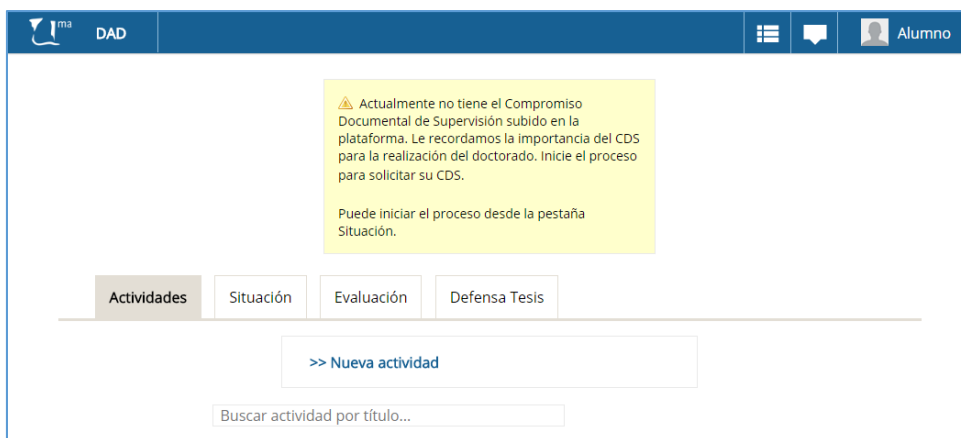 uma DAD Alumno
Actualmente no tiene el Compromiso
Documental de Supervisión subido en la
plataforma. Le recordamos la importancia del CDS
para la realización del doctorado. Inicie el proceso
para solicitar su CDS.
Puede iniciar el proceso desde la pestaña
Situación.
Actividades Situación Evaluación Defensa Tesis
>> Nueva actividad
Buscar actividad por título...